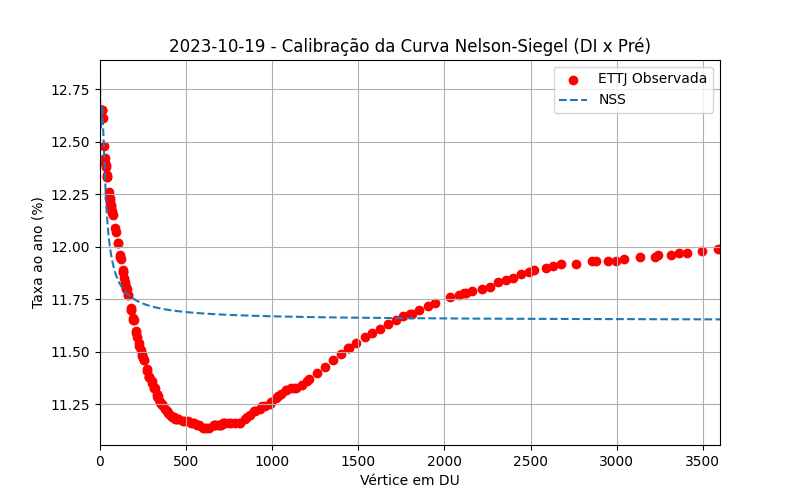 2023-10-19 - Calibração da Curva Nelson-Siegel (DI x Pré)
ETTJ Observada
NSS
Taxa ao ano (%)
12.75
12.50
12.25
12.00
11.75
11.50
11.25
0 500 1000 1500 2000 2500 3000 3500
Vértice em DU